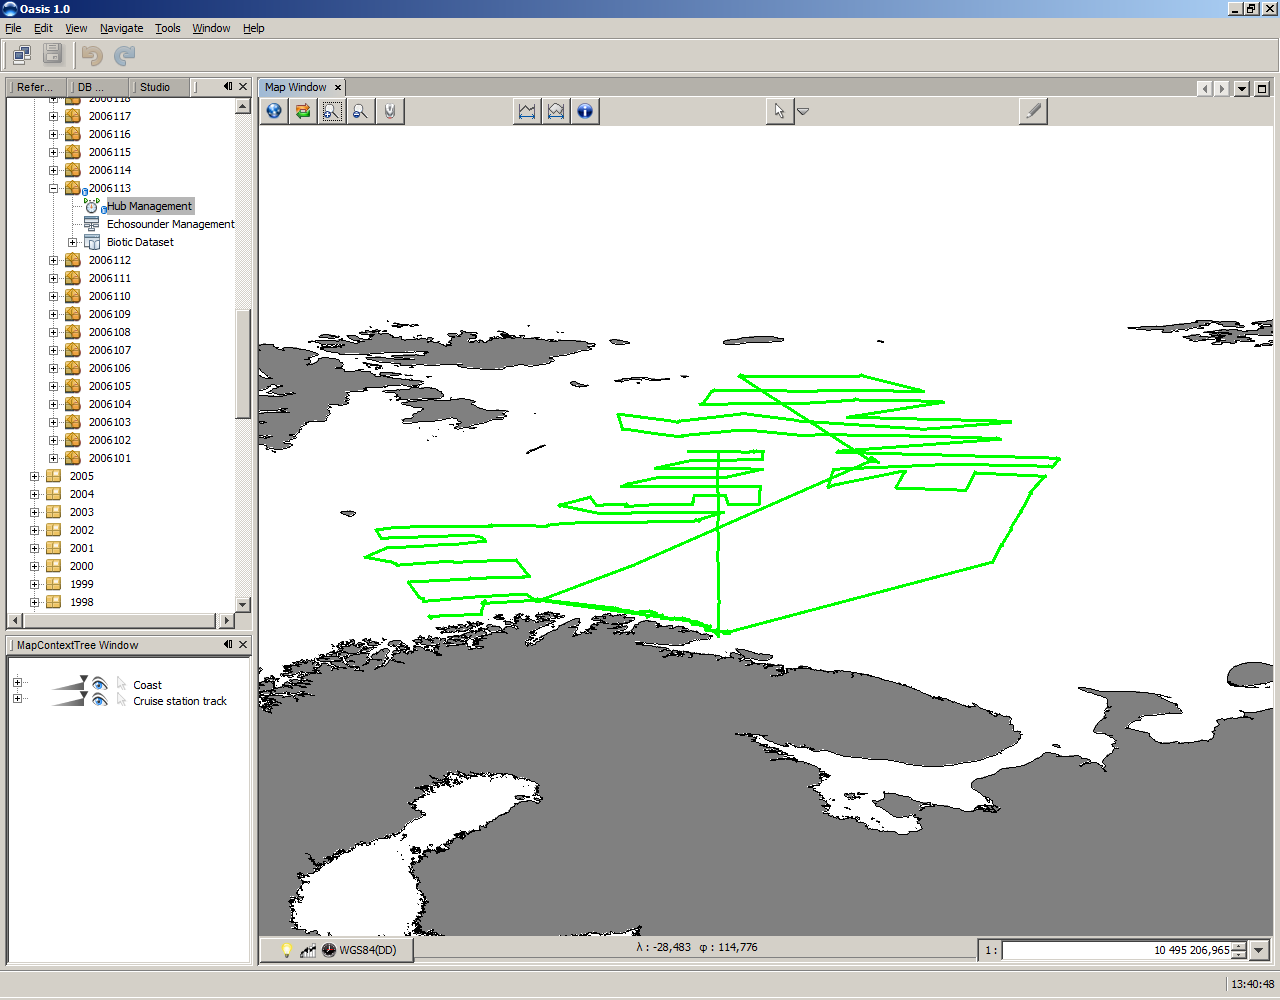 Oasis 1.0
File Edit View Navigate Tools Window Help
Refer... DB ... Studio
Map Window
2006118
2006117
2006116
2006115
2006114
2006113
Hub Management
Echosounder Management
Biotic Dataset
2006112
2006111
2006110
2006109
2006108
2006107
2006106
2006105
2006104
2006103
2006102
2006101
2005
2004
2003
2002
2001
2000
1999
1998
MapContextTree Window
Coast
Cruise station track
WGS84(DD)
λ : -28,483 φ : 114,776
1 : 10 495 206,965
13:40:48